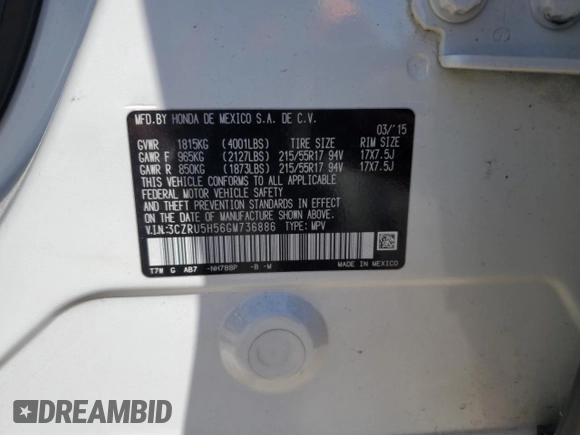 MFD.BY HONDA DE MEXICO S.A. DE C.V. 03/'15
GVWR 1815KG (4001LBS) TIRE SIZE RIM SIZE
GAWR F 965KG (2127LBS) 215/55R17 94V 17X7.5J
GAWR R 850KG (1873LBS) 215/55R17 94V 17X7.5J
THIS VEHICLE CONFORMS TO ALL APPLICABLE
FEDERAL MOTOR VEHICLE SAFETY
AND THEFT PREVENTION STANDARDS IN EFFECT
ON THE DATE OF MANUFACTURE SHOWN ABOVE.
V.I.N:3CZRU5H56GM736886 TYPE: MPV
T7W G AB7 -NH788P -B -W MADE IN MEXICO
DREAMBID